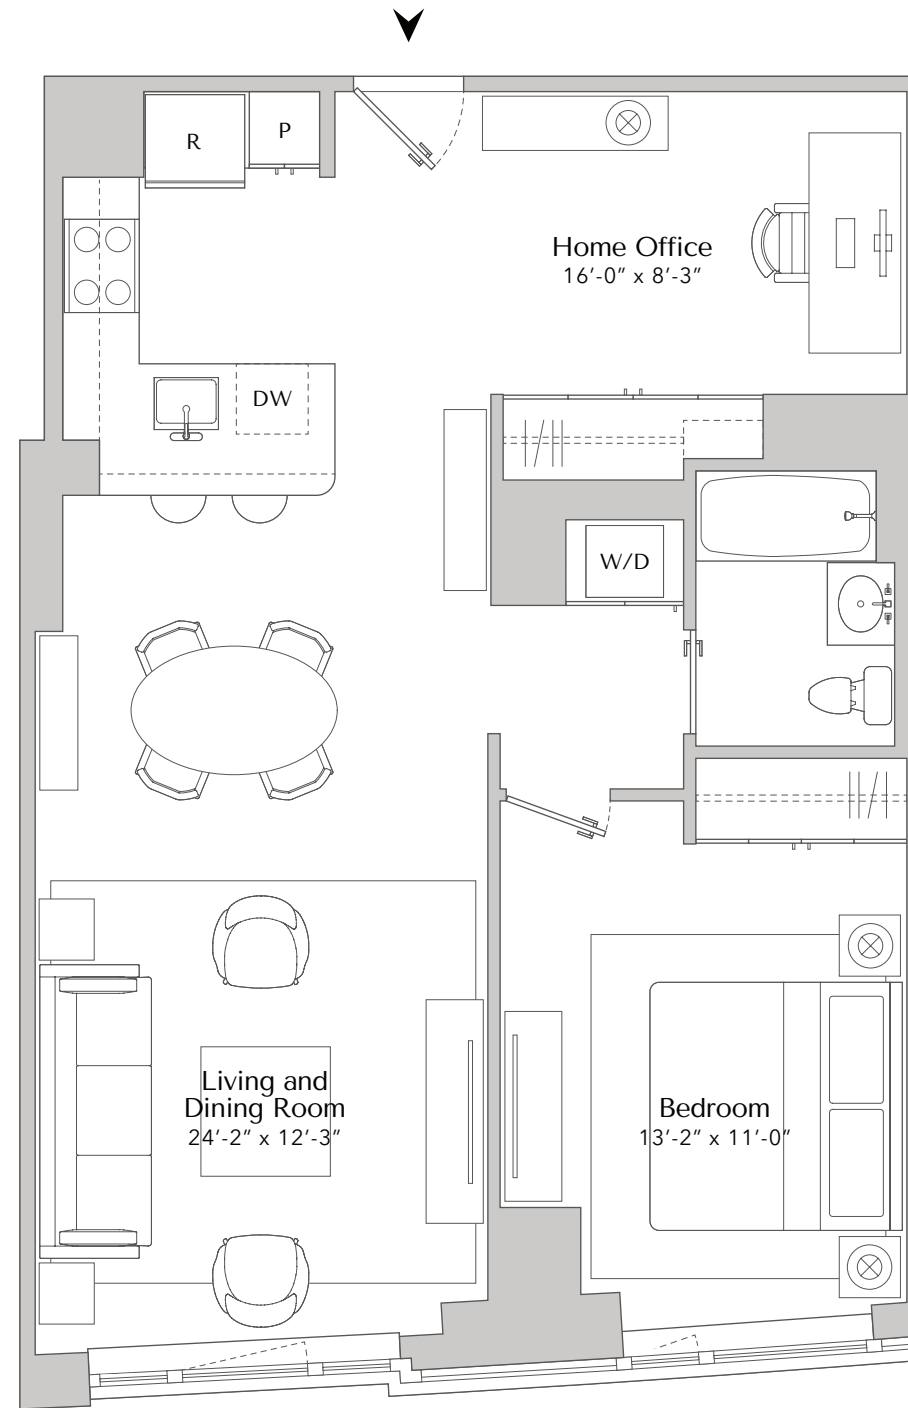 R
P
Home Office
16'-0" x 8'-3"
DW
W/D
Living and
Dining Room
24'-2" x 12'-3"
Bedroom
13'-2" x 11'-0"